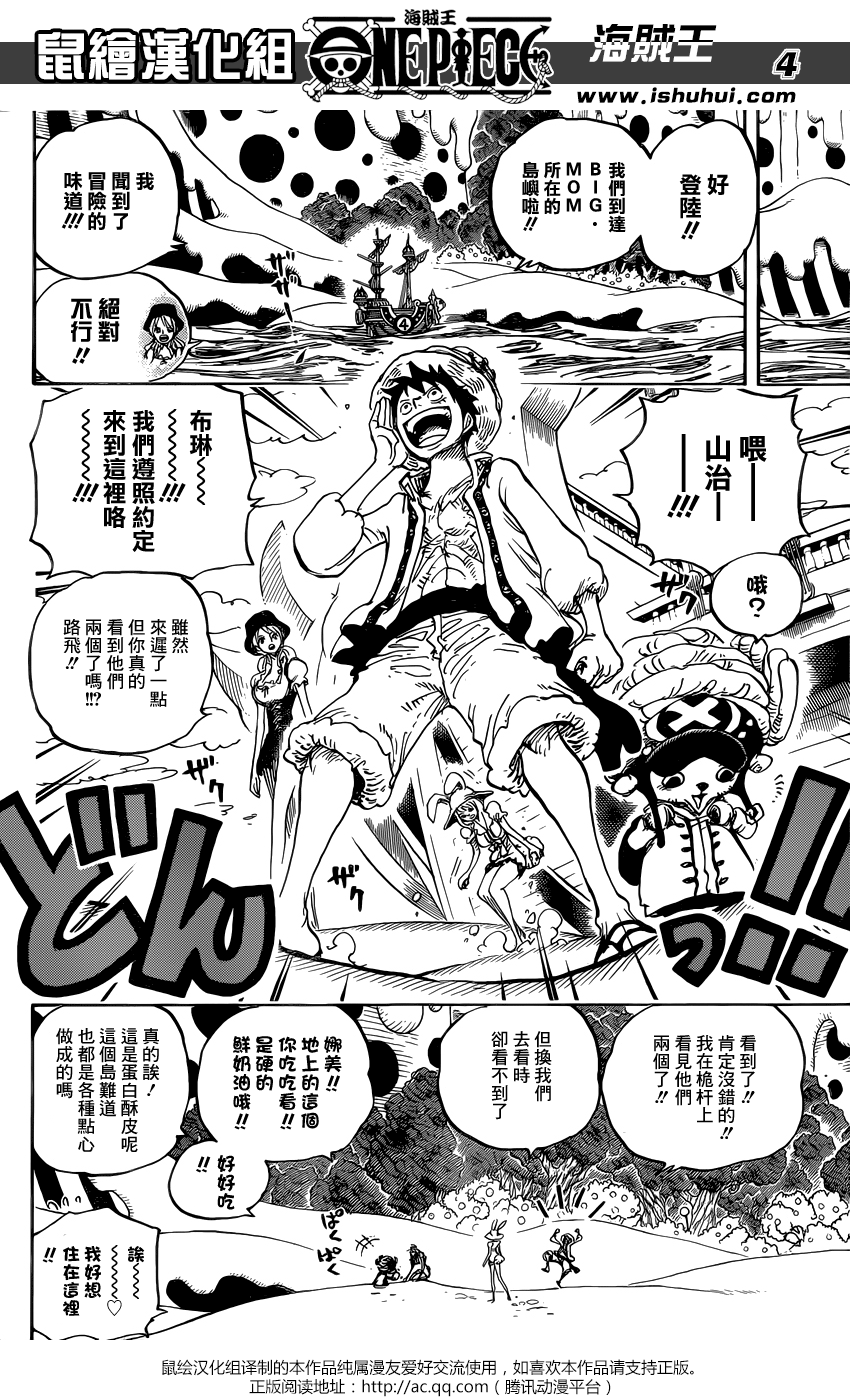 鼠繪漢化組
海賊王
ONE PIECE
海賊王
www.ishuhui.com
4
好
登陸!!
我們到達
BIG·
MOM
所在的
島嶼啦!!
我
聞到了
冒險的
味道!!!
絕對
不行!!
ザザ…
4
喂——
山治—
——!!!
布琳~~~
~~~!!!
我們遵照約定
來到這裡咯
~~~!!!
哦?
雖然
來遲了一點
但你真的
看到他們
兩個了嗎!!?
路飛!!
ザッ
ザク
ザク
ザク
どんっ!!
看到了!
肯定沒錯的!!
我在桅杆上
看見他們
兩個了!!
但換我們
去看時
卻看不到了
娜美!!
地上的這個
你吃吃看!!
是硬的
鮮奶油哦!!
好好吃
!!
真的誒!
這是蛋白酥皮呢
這個島難道
也都是各種點心
做成的嗎
誒
~~~~♡
我好想
住在這裡
!!
ぱくぱく
鼠绘汉化组译制的本作品纯属漫友爱好交流使用，如喜欢本作品请支持正版。
正版阅读地址：http://ac.qq.com（腾讯动漫平台）